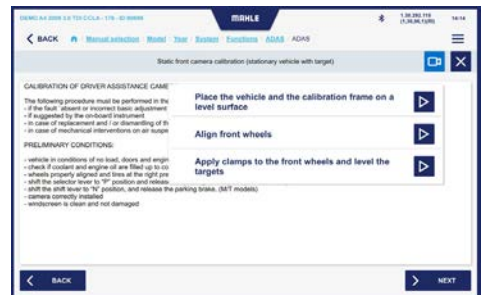 DEMO A4 2008 2.0 TDI CJCA - 176 - ID 90698
MAHLE
14:14
BACK Manual selection Model Year System Functions ADAS ADAS
Static front camera calibration (stationary vehicle with target)
CALIBRATION OF DRIVER ASSISTANCE CAME
The following procedure must be performed in the
- if the fault `absent or incorrect basic adjustment
- if suggested by the on-board instrument
- in case of replacement and / or dismantling of th
- in case of mechanical interventions on air suspe
PRELIMINARY CONDITIONS:
- vehicle in conditions of no load, doors and engin
- check if coolant and engine oil are filled up to co
- wheels properly aligned and tires at the right pre
- shift the selector lever to "P" position and releas
- shift the shift lever to "N" position, and release the parking brake. (M/T models)
- camera correctly installed
- windscreen is clean and not damaged
Place the vehicle and the calibration frame on a
level surface
Align front wheels
Apply clamps to the front wheels and level the
targets
BACK
NEXT